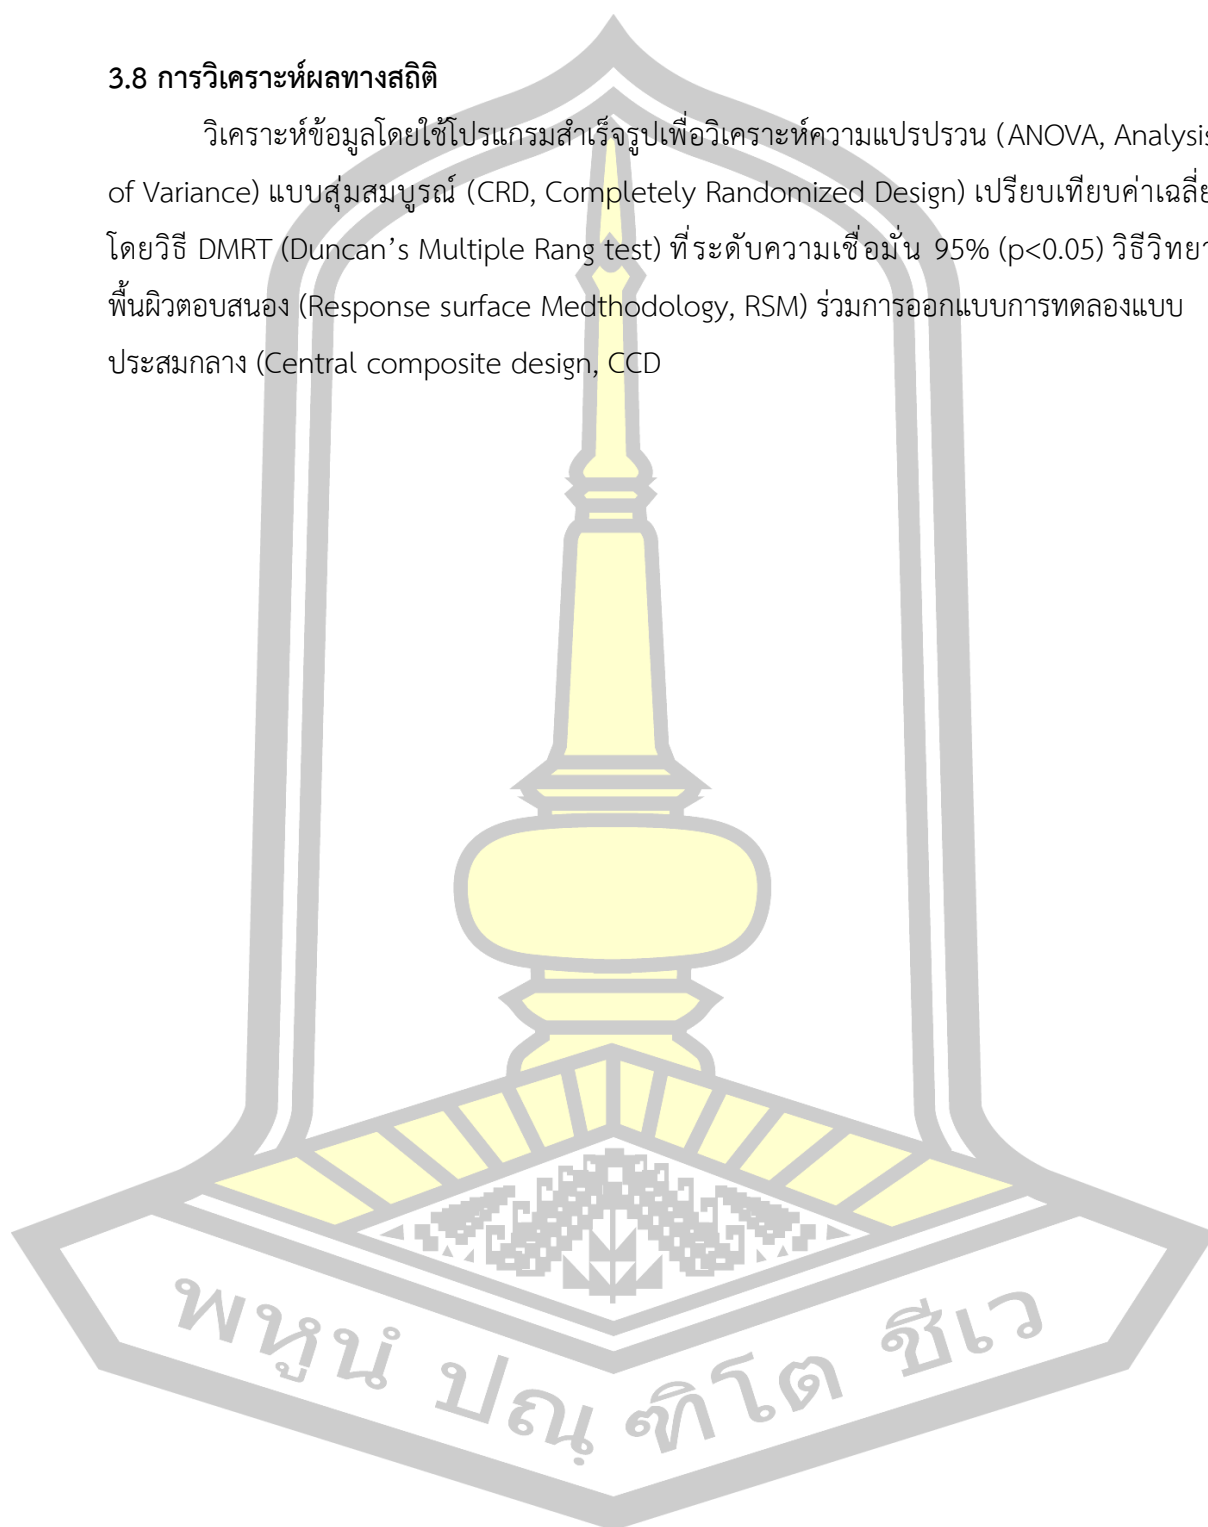 3.8 การวิเคราะห์ผลทางสถิติ
วิเคราะห์ข้อมูลโดยใช้โปรแกรมสำเร็จรูปเพื่อวิเคราะห์ความแปรปรวน (ANOVA, Analysis
of Variance) แบบสุ่มสมบูรณ์ (CRD, Completely Randomized Design) เปรียบเทียบค่าเฉลี่ย
โดยวิธี DMRT (Duncan’s Multiple Rang test) ที่ระดับความเชื่อมั่น 95% (p<0.05) วิธีวิทยา
พื้นผิวตอบสนอง (Response surface Medthodology, RSM) ร่วมการออกแบบการทดลองแบบ
ประสมกลาง (Central composite design, CCD
พหูนํ ปณฺ ฑิโต ชีเว